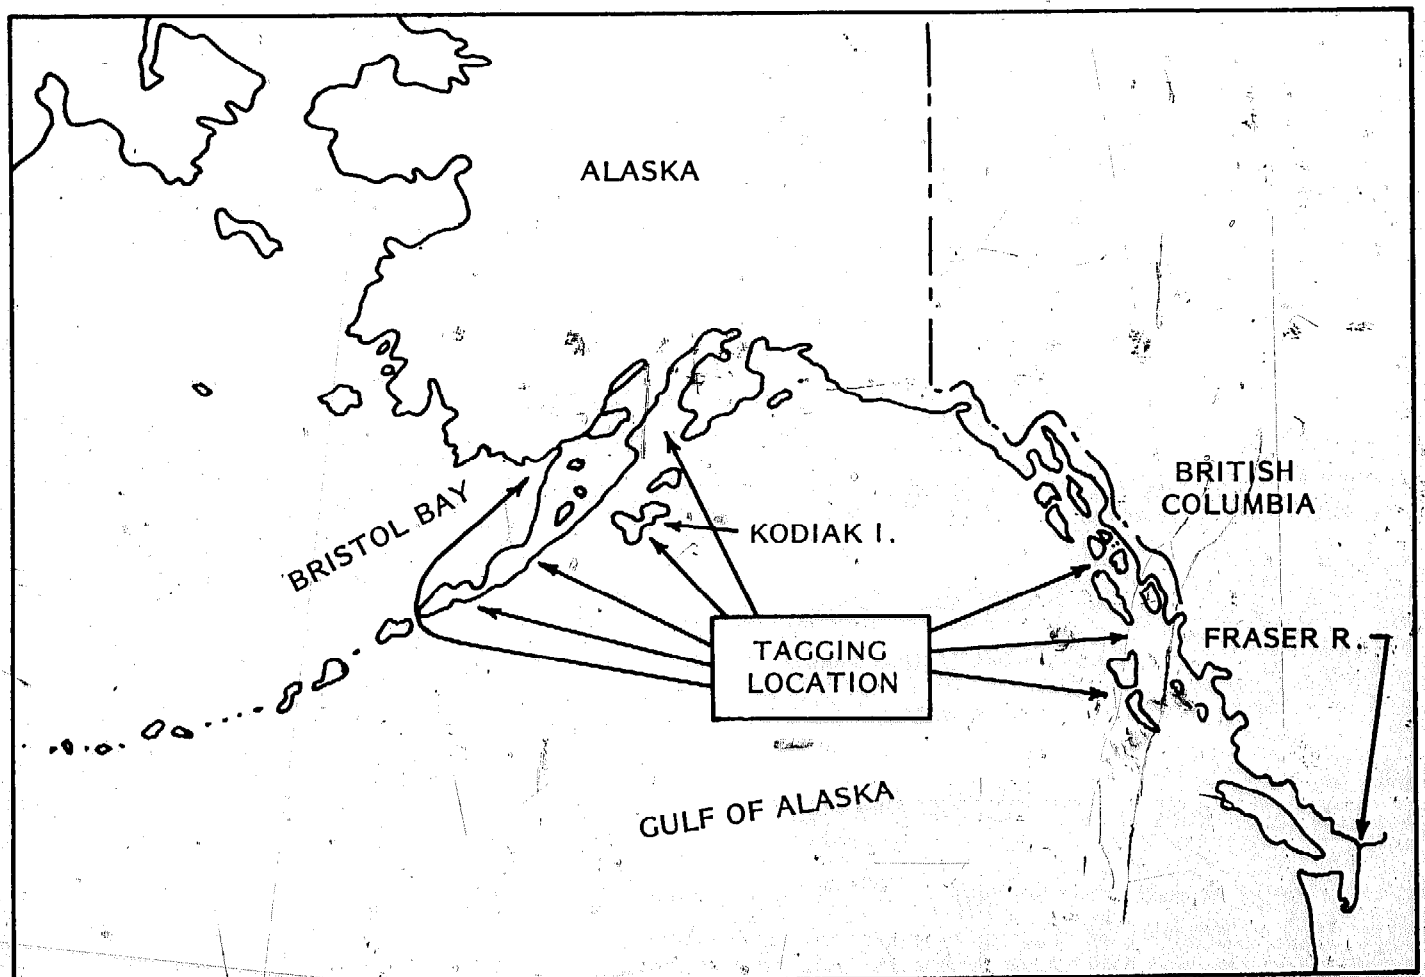 ALASKA
BRITISH
COLUMBIA
BRISTOL BAY
KODIAK I.
TAGGING
LOCATION
FRASER R.
GULF OF ALASKA